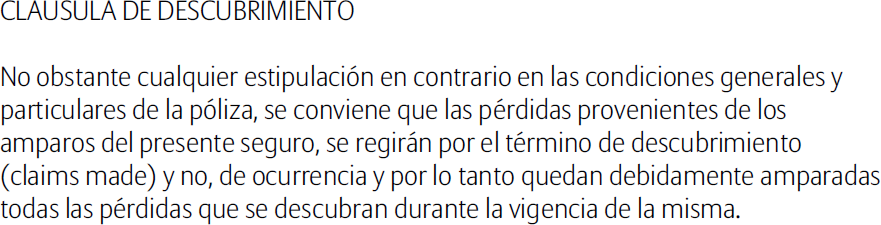 CLAUSULA DE DESCUBRIMIENTO
No obstante cualquier estipulación en contrario en las condiciones generales y
particulares de la póliza, se conviene que las pérdidas provenientes de los
amparos del presente seguro, se regirán por el término de descubrimiento
(claims made) y no, de ocurrencia y por lo tanto quedan debidamente amparadas
todas las pérdidas que se descubran durante la vigencia de la misma.